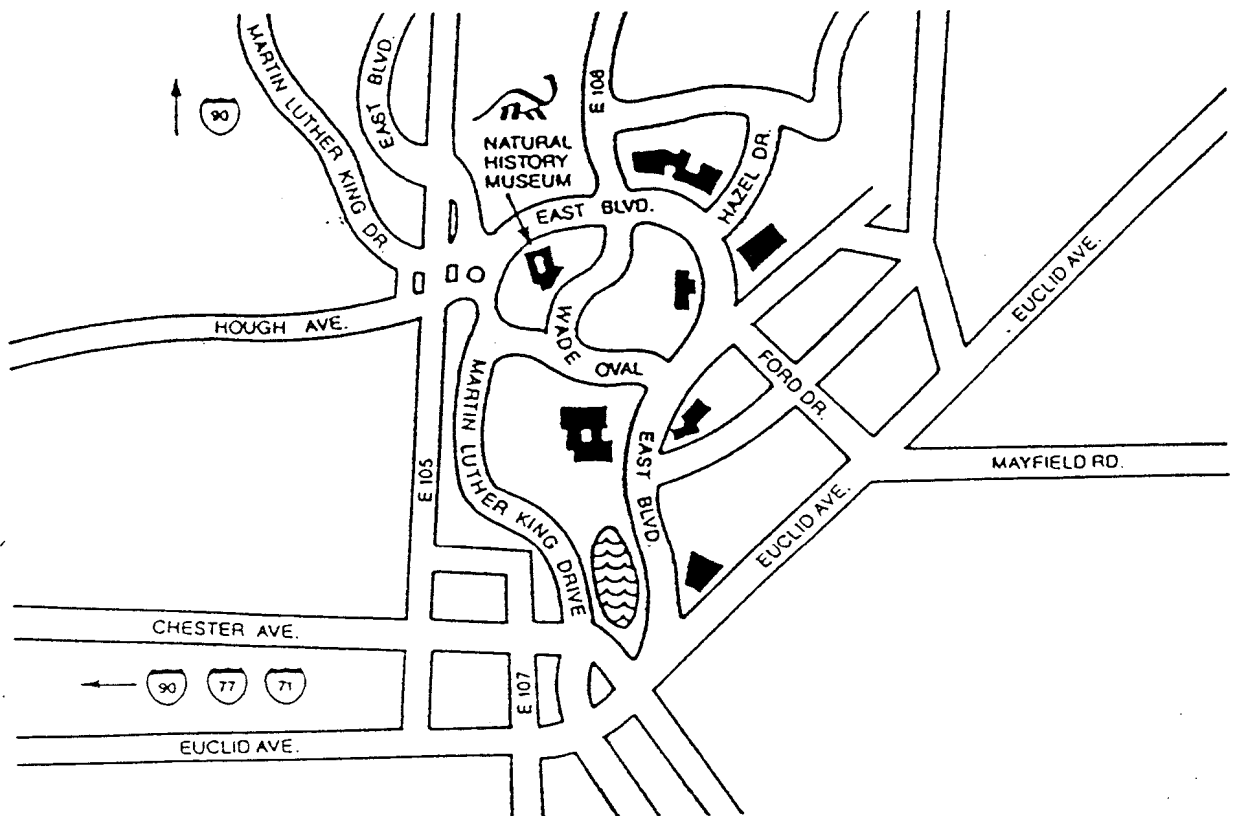 MARTIN LUTHER KING DR.
EAST BLVD.
E 108
90
NATURAL
HISTORY
MUSEUM
EAST BLVD.
HAZEL DR.
EUCLID AVE.
HOUGH AVE.
WADE
OVAL
FORD DR.
MARTIN LUTHER KING DRIVE
EAST BLVD.
E 105
MAYFIELD RD.
EUCLID AVE.
CHESTER AVE.
90 77 71
E 107
EUCLID AVE.